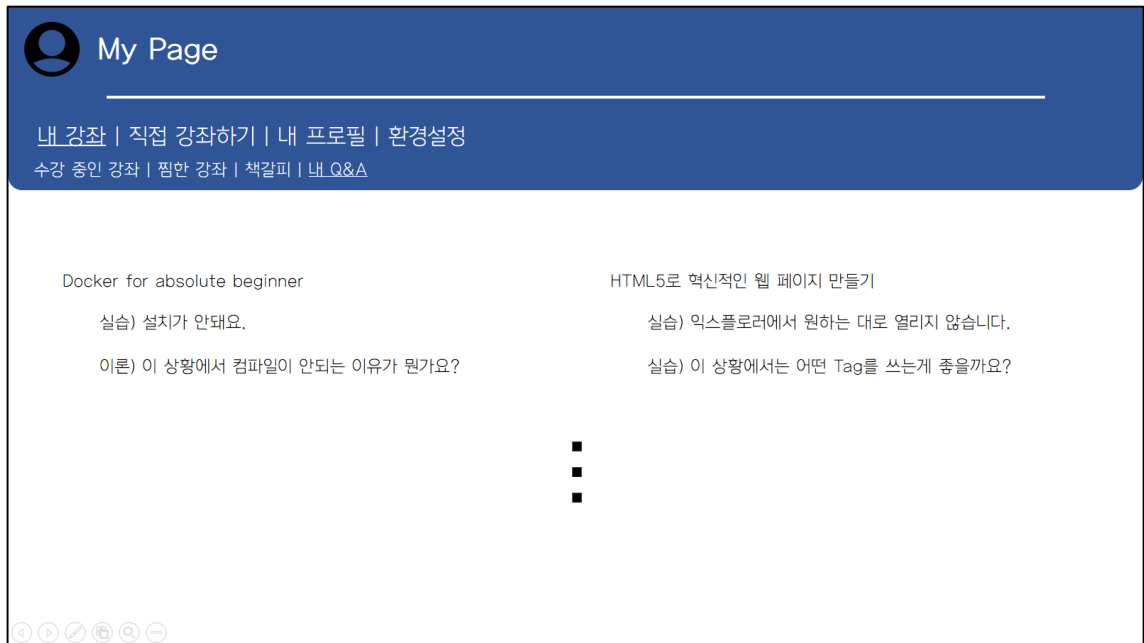 My Page
내 강좌 | 직접 강좌하기 | 내 프로필 | 환경설정
수강 중인 강좌 | 찜한 강좌 | 책갈피 | 내 Q&A
Docker for absolute beginner
실습) 설치가 안돼요.
이론) 이 상황에서 컴파일이 안되는 이유가 뭔가요?
HTML5로 혁신적인 웹 페이지 만들기
실습) 익스플로러에서 원하는 대로 열리지 않습니다.
실습) 이 상황에서는 어떤 Tag를 쓰는게 좋을까요?